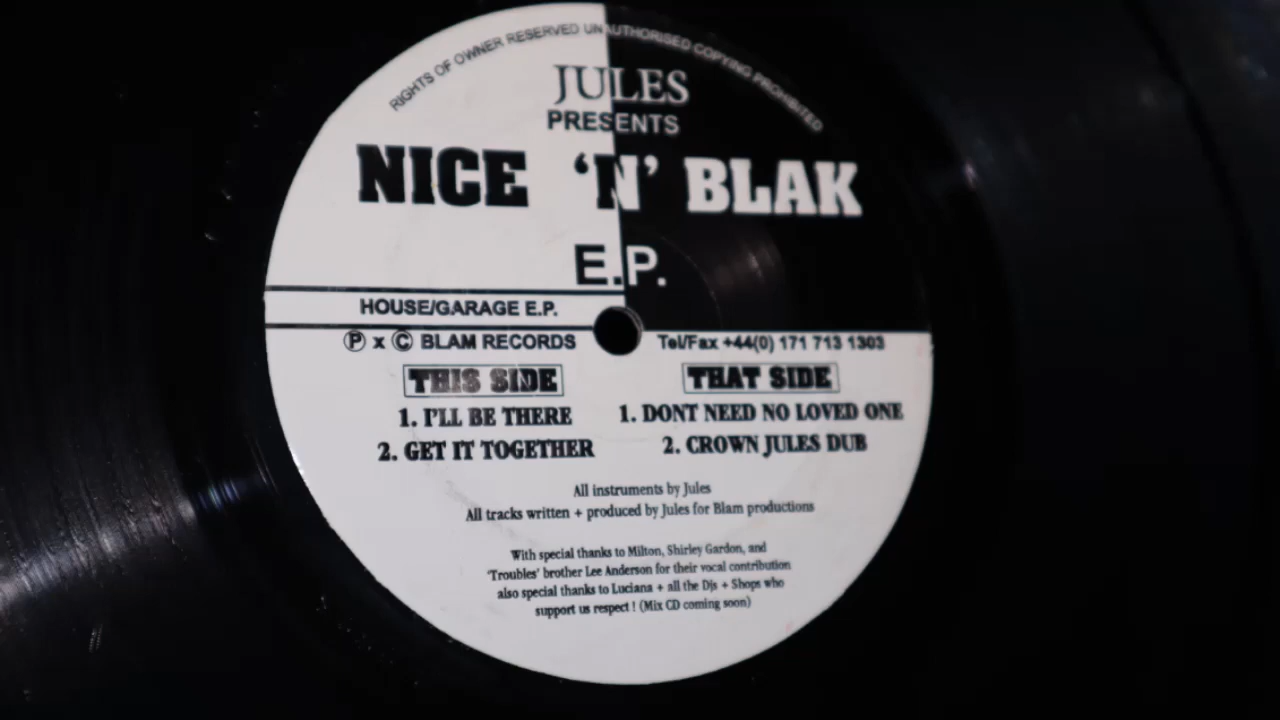 RIGHTS OF OWNER RESERVED UNAUTHORISED COPYING PROHIBITED
JULES
PRESENTS
NICE 'N' BLAK
E.P.
HOUSE/GARAGE E.P.
Ⓟ x © BLAM RECORDS
Tel/Fax +44(0) 171 713 1303
THIS SIDE
1. I'LL BE THERE
2. GET IT TOGETHER
THAT SIDE
1. DONT NEED NO LOVED ONE
2. CROWN JULES DUB
All instruments by Jules
All tracks written + produced by Jules for Blam productions
With special thanks to Milton, Shirley Gardon, and
'Troubles' brother Lee Anderson for their vocal contribution
also special thanks to Luciana + all the Djs + Shops who
support us respect ! (Mix CD coming soon)